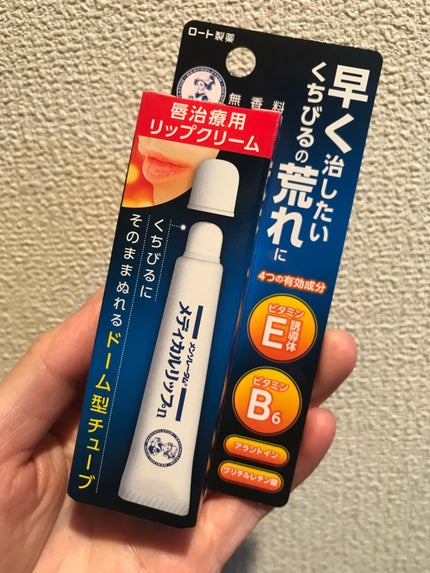 ロート製薬
無香料
早く治したい
くちびるの荒れに
4つの有効成分
ビタミン
E誘導体
ビタミン
B6
アラントイン
グリチルレチン酸
唇治療用
リップクリーム
くちびるに
そのままぬれるドーム型チューブ
メンソレータム®
メディカルリップn